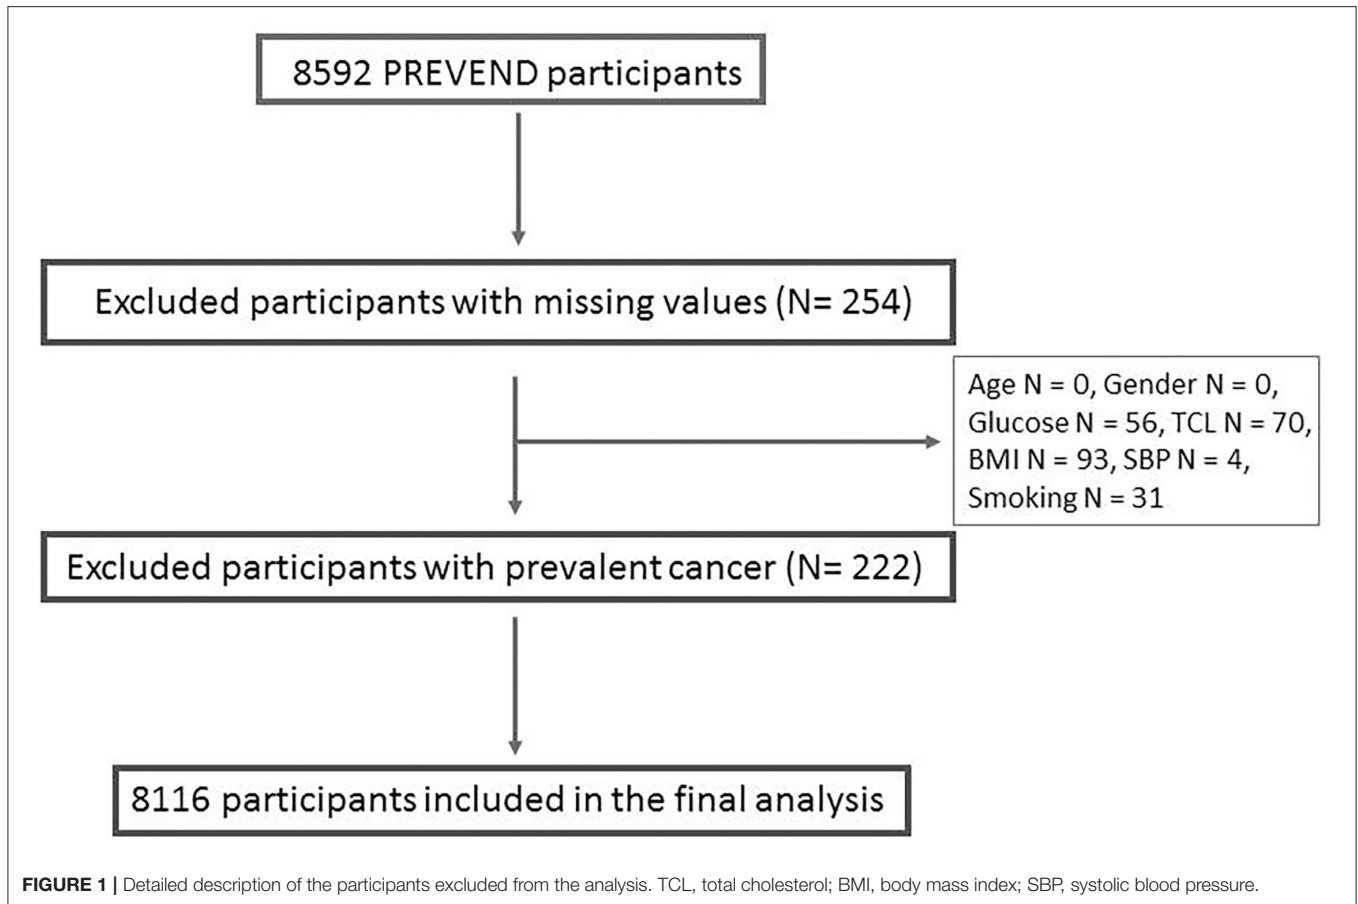 8592 PREVEND participants
Excluded participants with missing values (N= 254)
Age N = 0, Gender N = 0,
Glucose N = 56, TCL N = 70,
BMI N = 93, SBP N = 4,
Smoking N = 31
Excluded participants with prevalent cancer (N= 222)
8116 participants included in the final analysis
FIGURE 1 | Detailed description of the participants excluded from the analysis. TCL, total cholesterol; BMI, body mass index; SBP, systolic blood pressure.